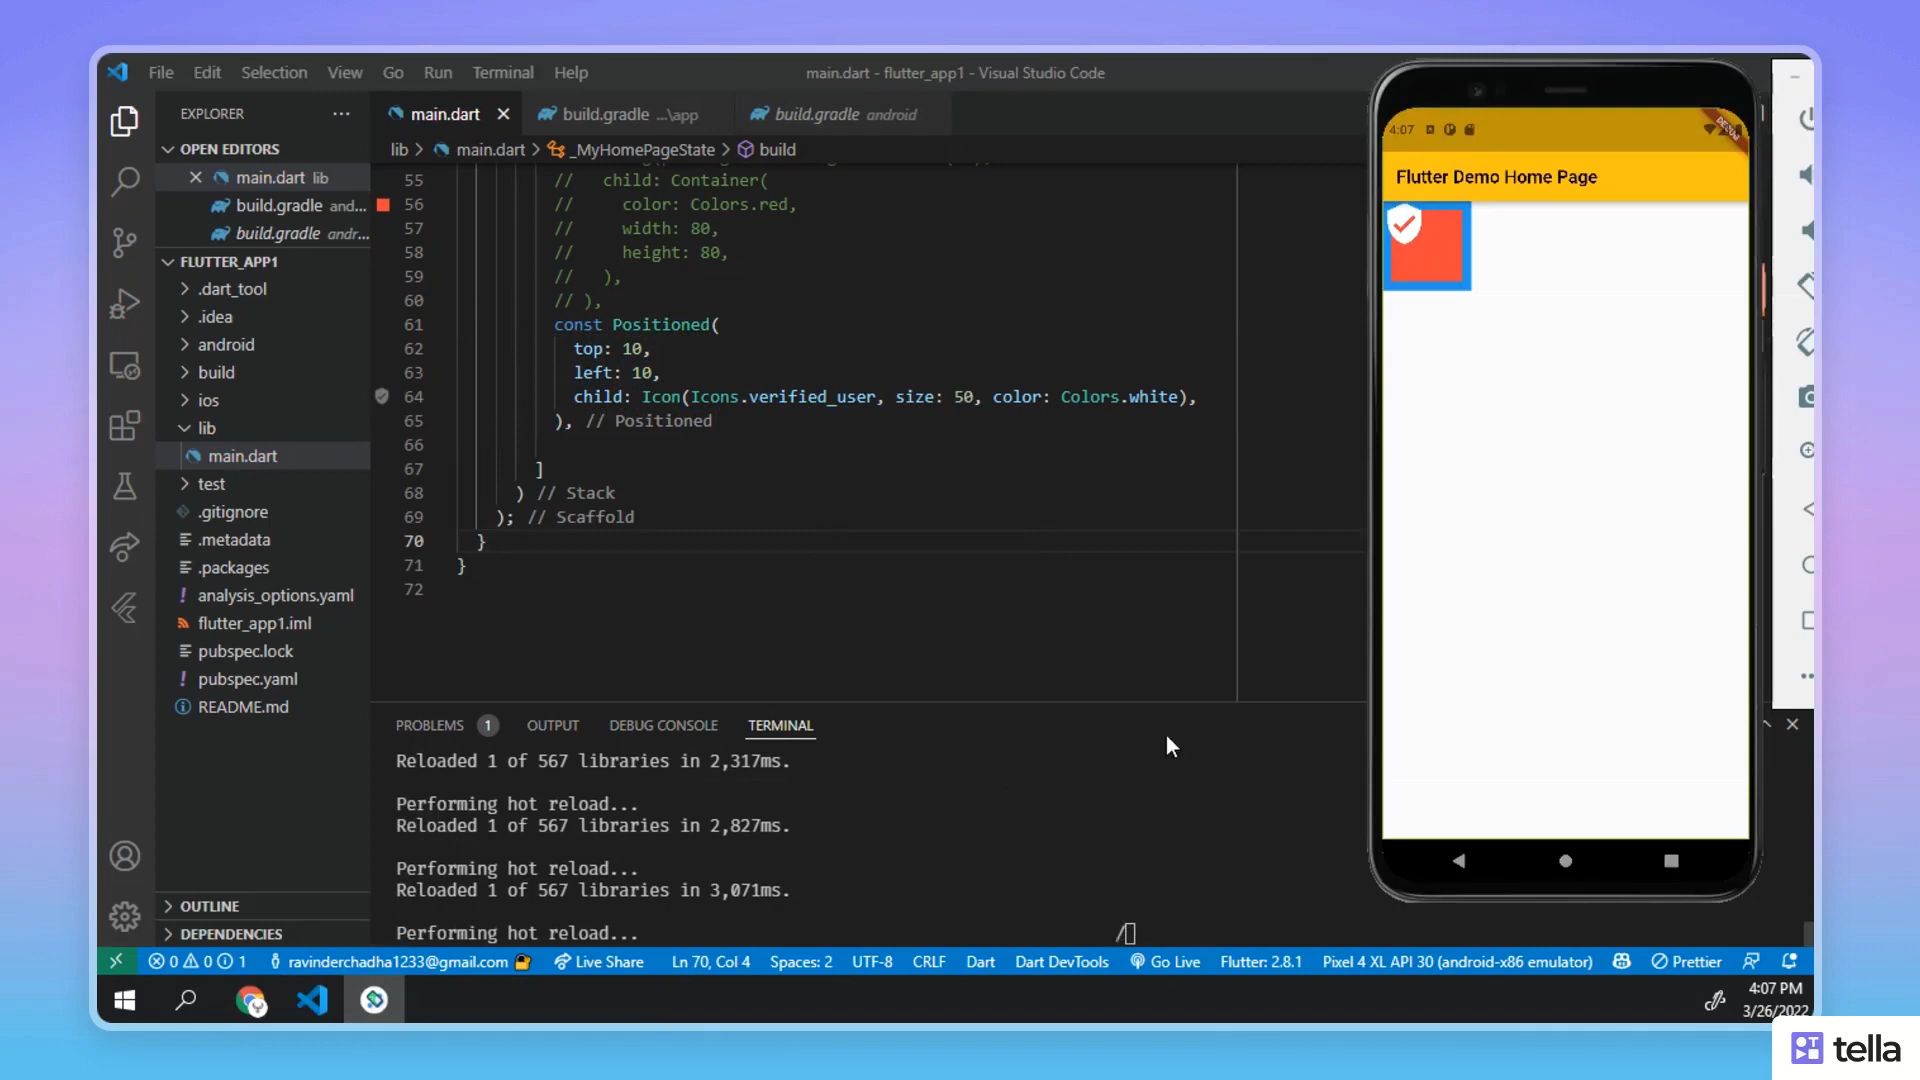 File Edit Selection View Go Run Terminal Help
main.dart - flutter_app1 - Visual Studio Code
EXPLORER
main.dart
build.gradle ...\app
build.gradle android
OPEN EDITORS
lib > main.dart > _MyHomePageState > build
main.dart lib
build.gradle and...
build.gradle andr...
FLUTTER_APP1
.dart_tool
.idea
android
build
ios
lib
main.dart
test
.gitignore
.metadata
.packages
analysis_options.yaml
flutter_app1.iml
pubspec.lock
pubspec.yaml
README.md
OUTLINE
DEPENDENCIES
55 // child: Container(
56 // color: Colors.red,
57 // width: 80,
58 // height: 80,
59 // ),
60 // ),
61 const Positioned(
62 top: 10,
63 left: 10,
64 child: Icon(Icons.verified_user, size: 50, color: Colors.white),
65 ), // Positioned
66
67 ]
68 ) // Stack
69 ); // Scaffold
70 }
71 }
72
PROBLEMS 1 OUTPUT DEBUG CONSOLE TERMINAL
Reloaded 1 of 567 libraries in 2,317ms.
Performing hot reload...
Reloaded 1 of 567 libraries in 2,827ms.
Performing hot reload...
Reloaded 1 of 567 libraries in 3,071ms.
Performing hot reload... /
4:07
DEBUG
Flutter Demo Home Page
0 0 1 ravinderchadha1233@gmail.com Live Share Ln 70, Col 4 Spaces: 2 UTF-8 CRLF Dart Dart DevTools Go Live Flutter: 2.8.1 Pixel 4 XL API 30 (android-x86 emulator) Prettier
4:07 PM
3/26/2022
tella